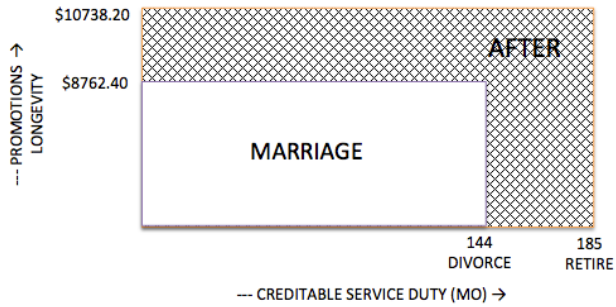 $10738.20
AFTER
$8762.40
--- PROMOTIONS →
LONGEVITY
MARRIAGE
144
DIVORCE
185
RETIRE
--- CREDITABLE SERVICE DUTY (MO) →